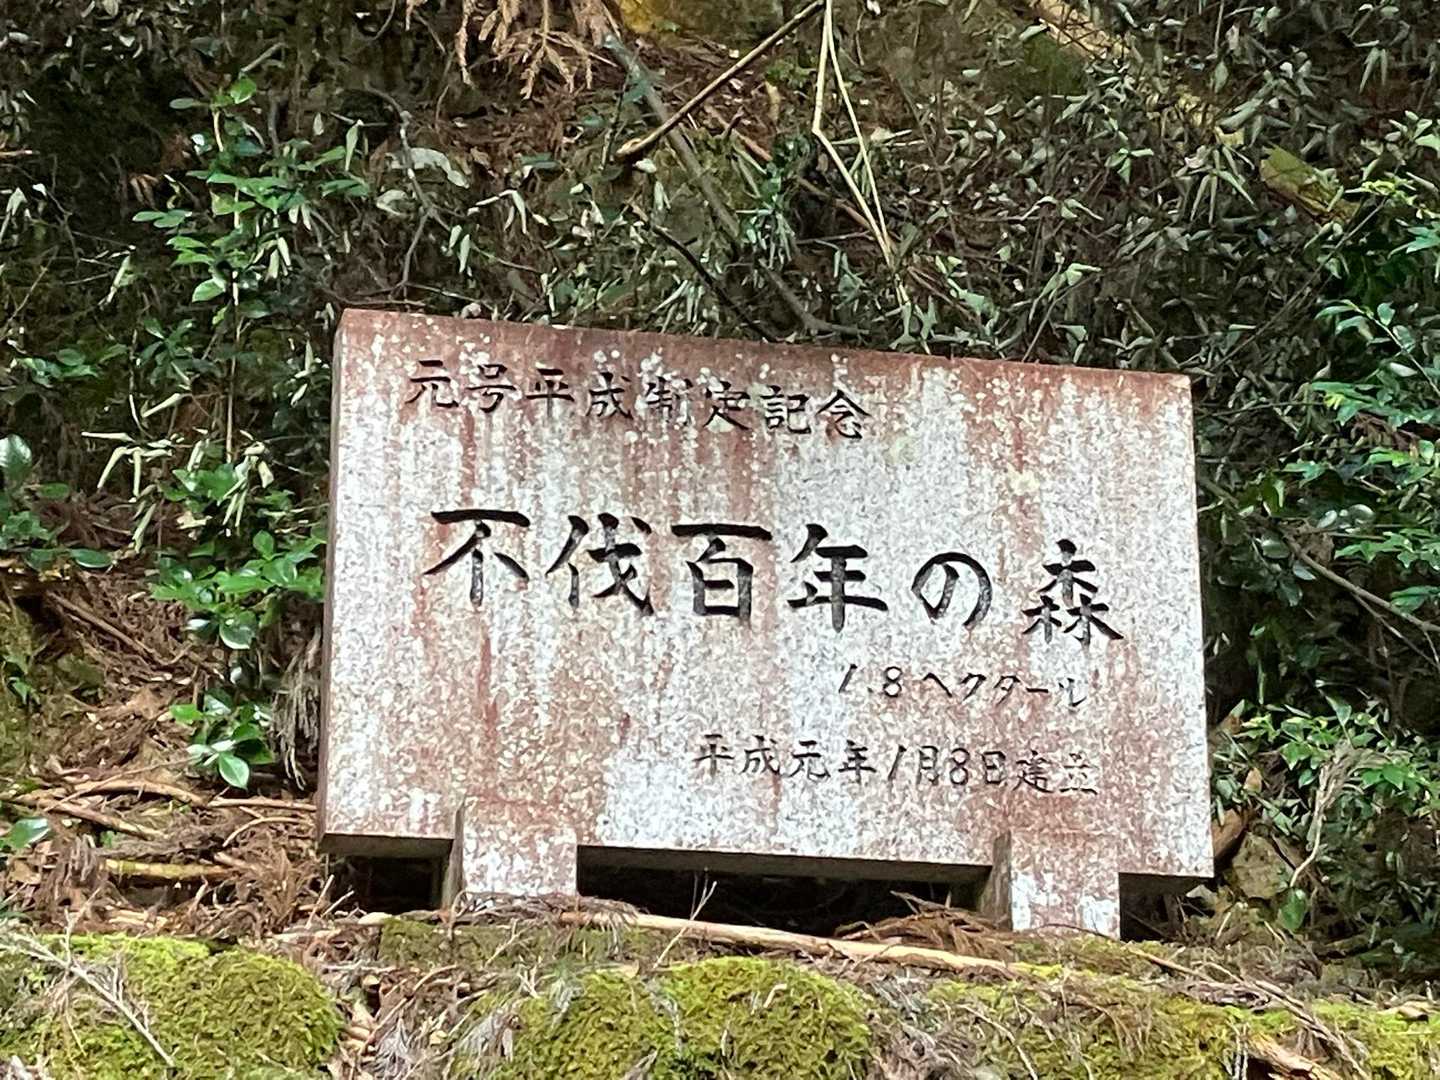 元号平成制定記念
不伐百年の森
1.8ヘクタール
平成元年1月8日建立